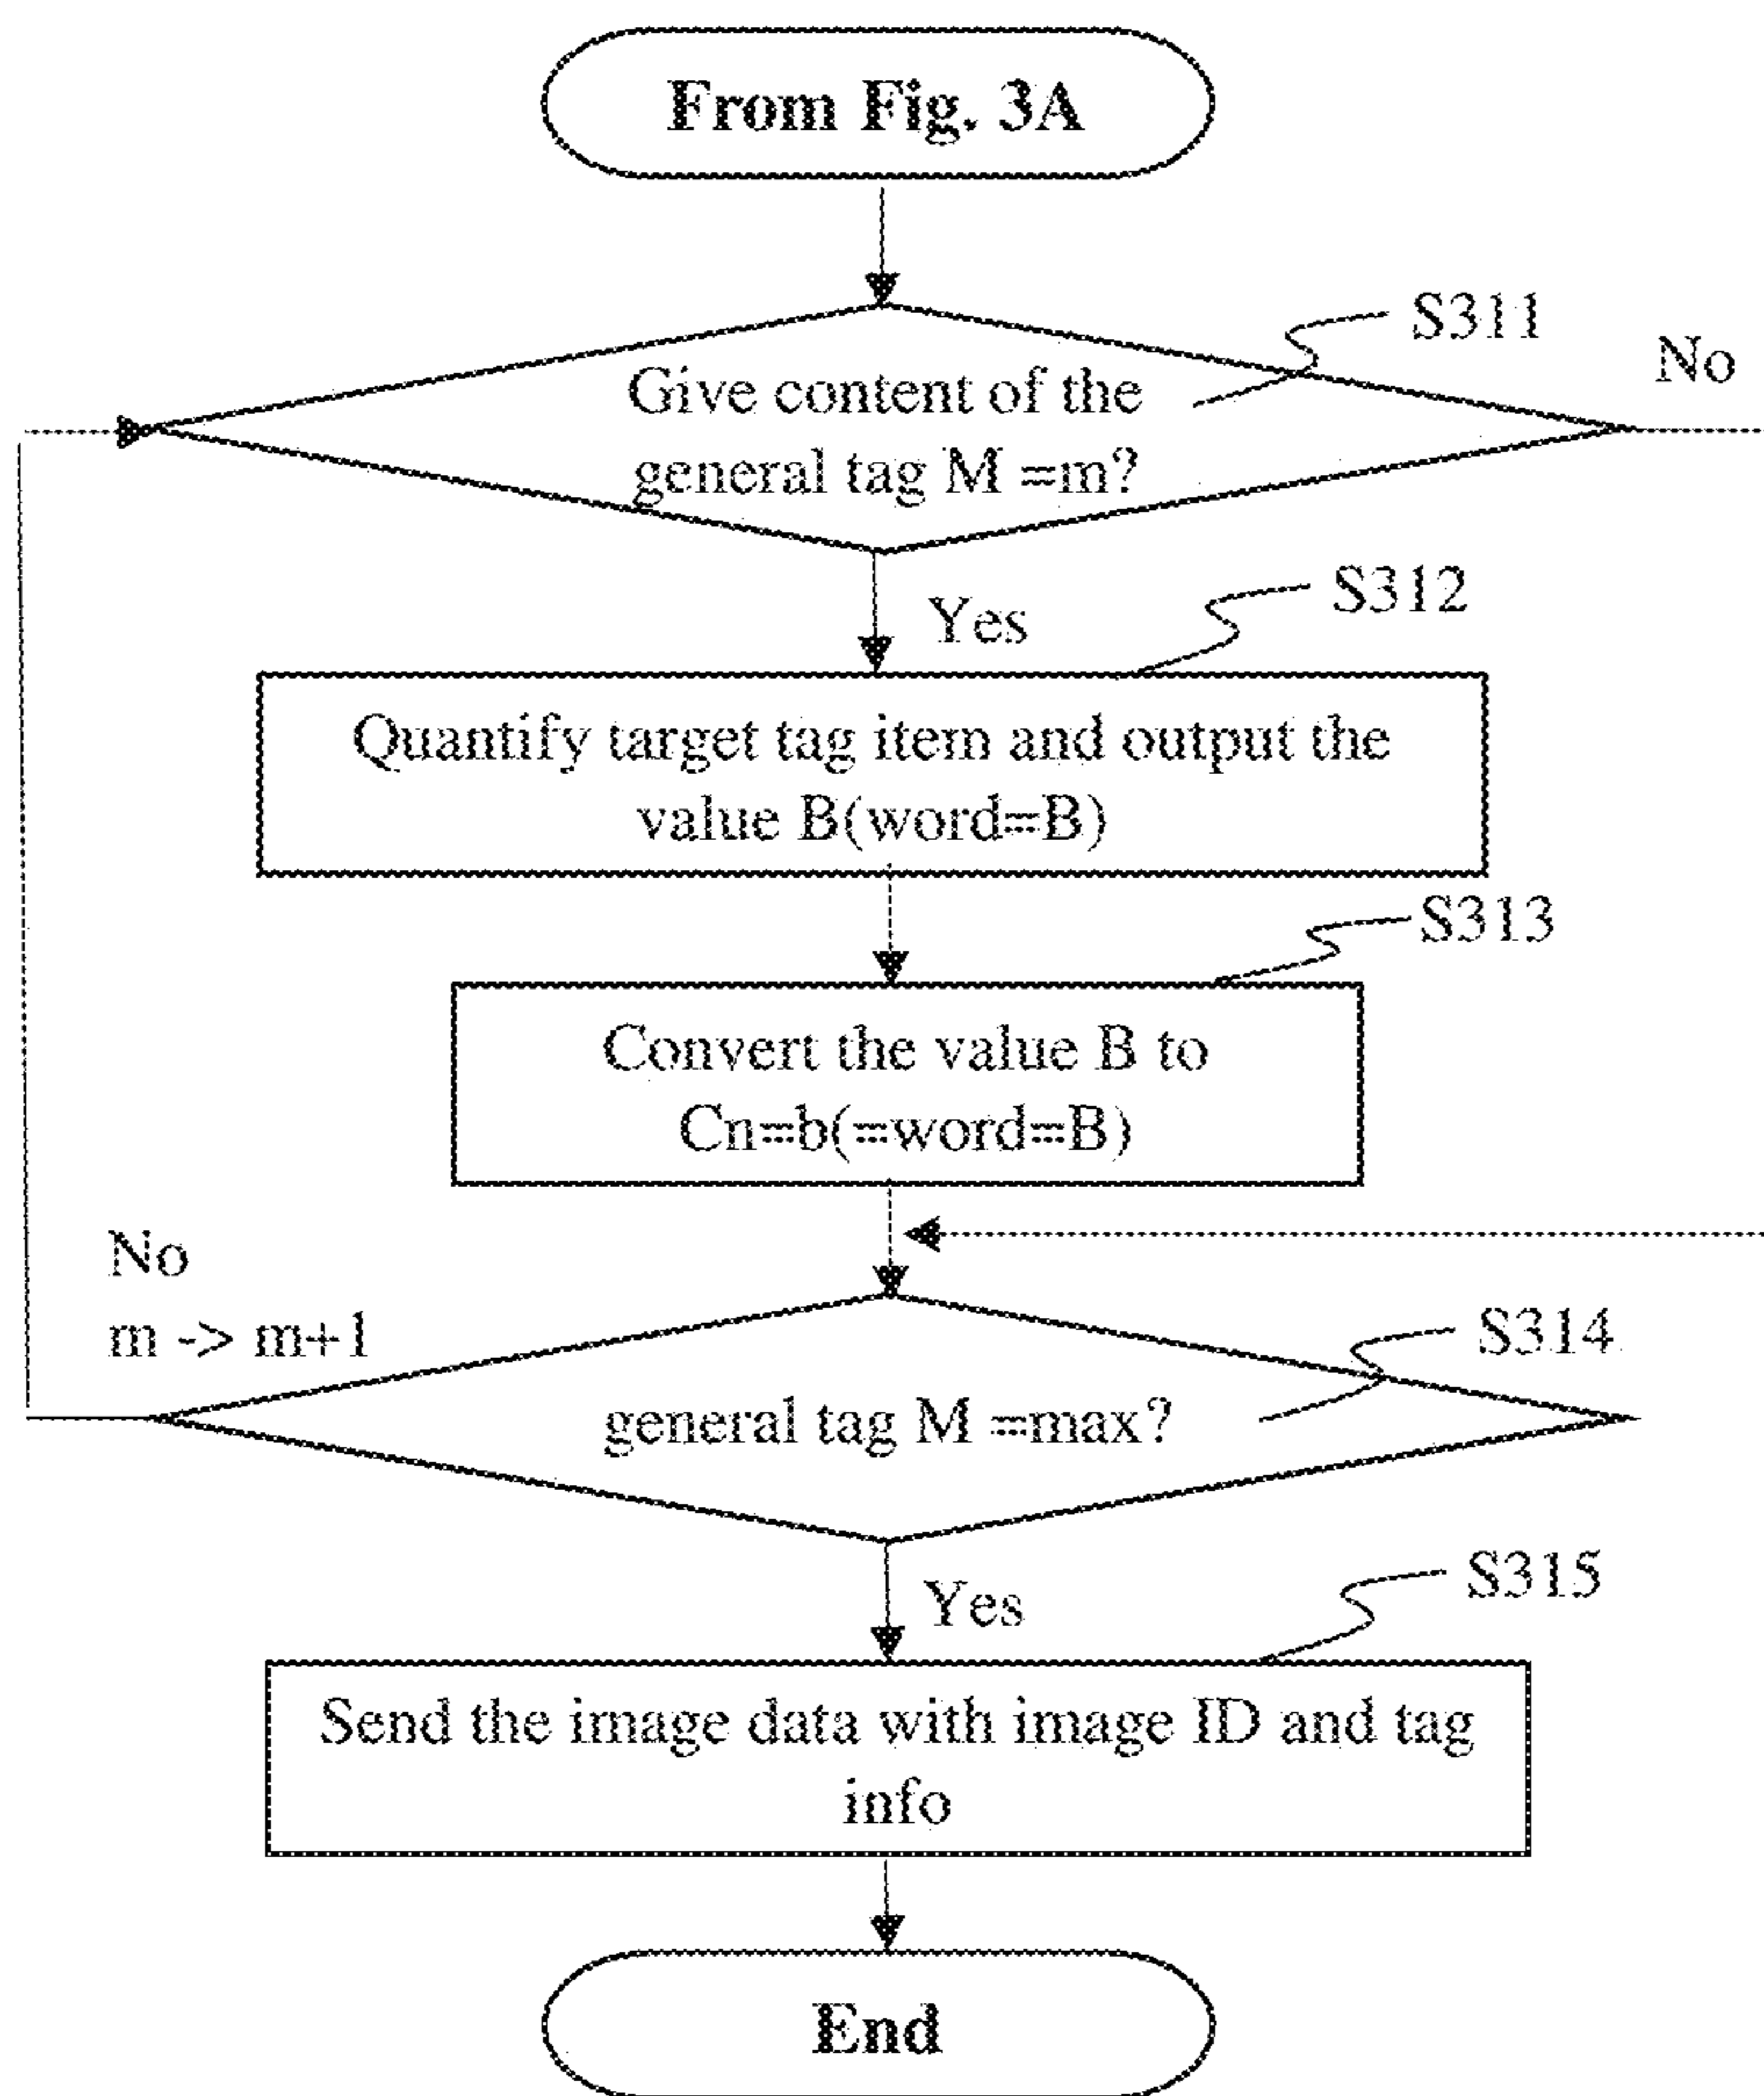 From Fig. 3A
S311
No
Give content of the
general tag M =m?
Yes
S312
Quantify target tag item and output the
value B(word=B)
S313
Convert the value B to
Cn=b(=word=B)
No
m -> m+1
S314
general tag M =max?
Yes
S315
Send the image data with image ID and tag
info
End